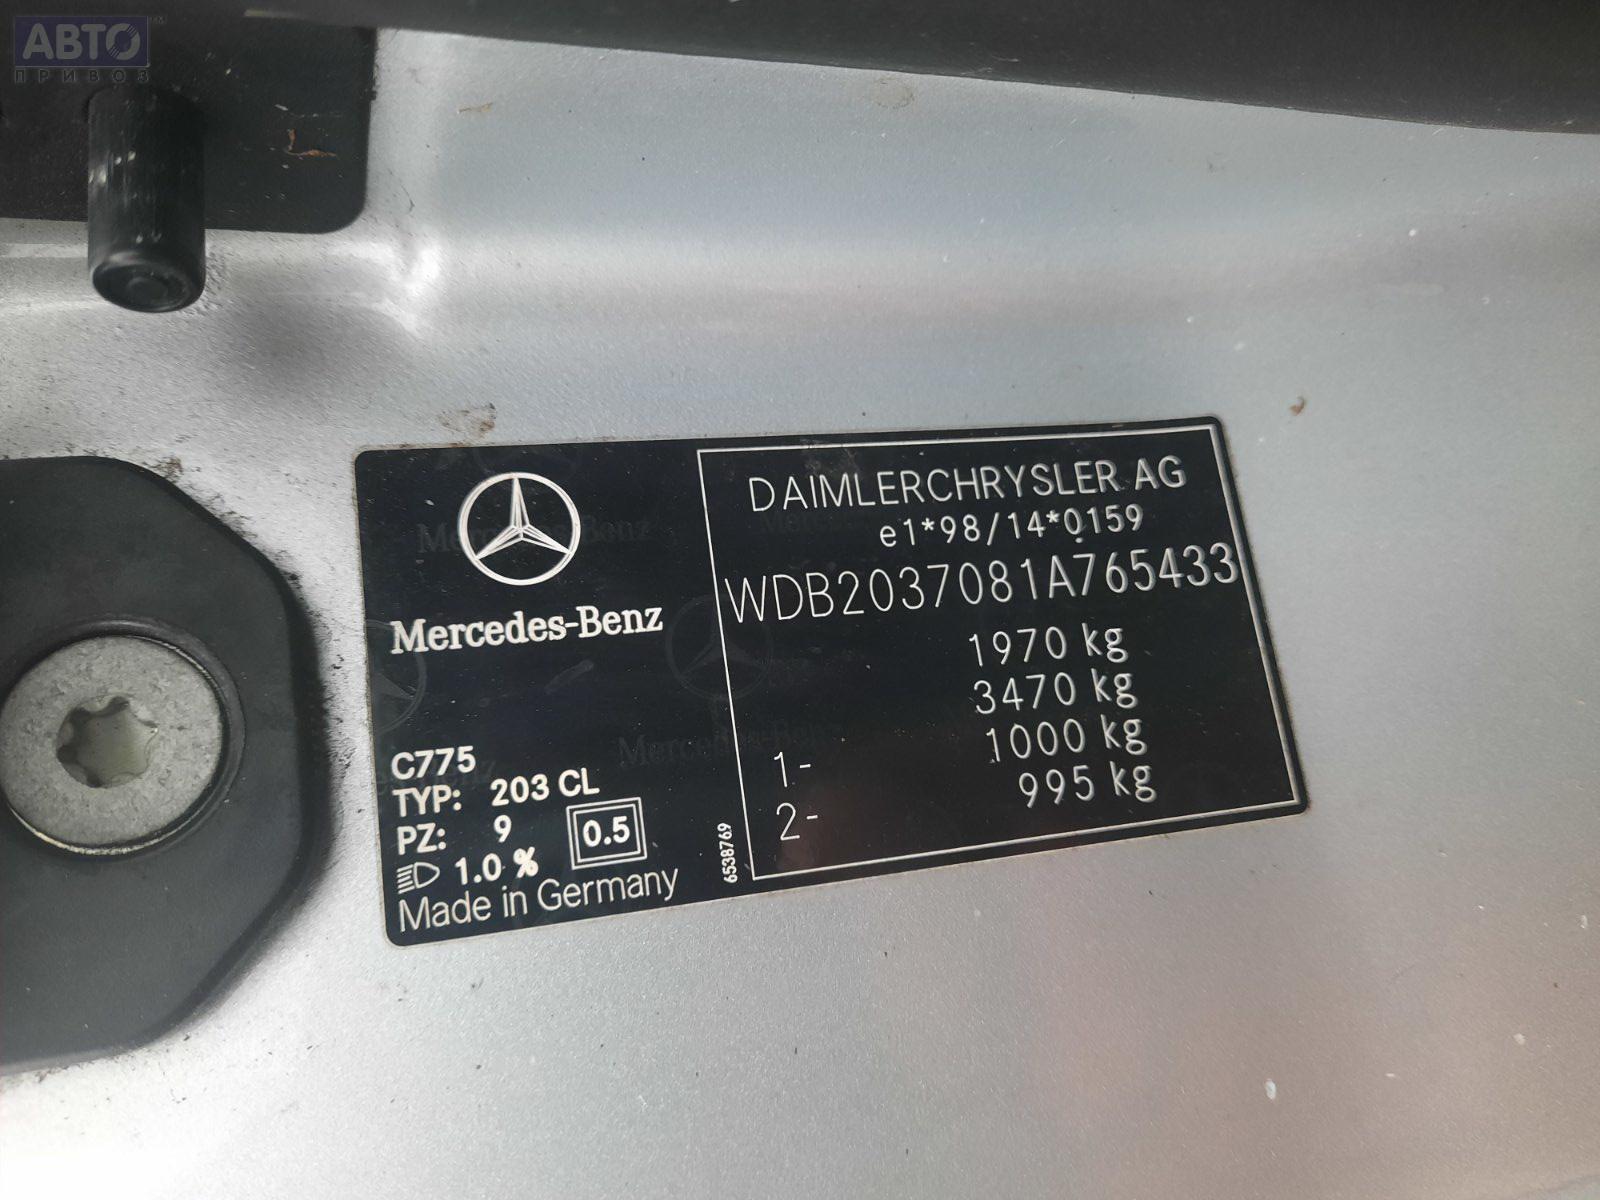 АВТО
ПРИВОЗ
Mercedes-Benz
C775
TYP: 203 CL
PZ: 9
1.0 % 0.5
Made in Germany
6538769
DAIMLERCHRYSLER AG
e1*98/14*0159
WDB2037081A765433
1970 kg
3470 kg
1- 1000 kg
2- 995 kg